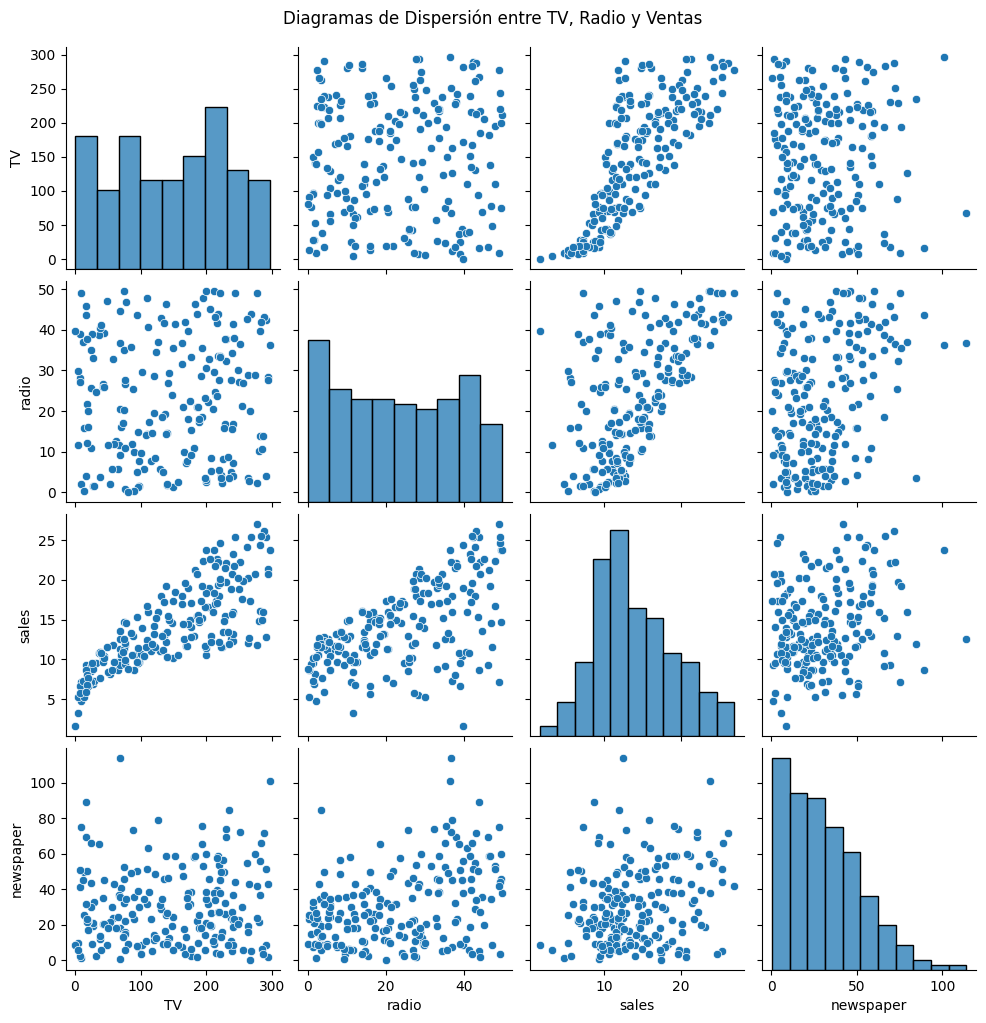 Diagramas de Dispersión entre TV, Radio y Ventas
300
250
200
150
100
50
0
TV
50
40
30
20
10
0
radio
25
20
15
10
5
sales
100
80
60
40
20
0
newspaper
0 100 200 300
TV
0 20 40
radio
10 20
sales
0 50 100
newspaper